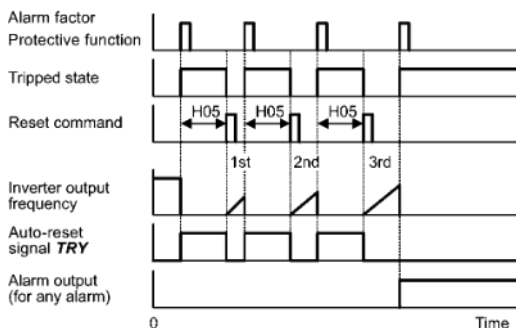 Alarm factor
Protective function
Tripped state
H05 H05 H05
Reset command
1st 2nd 3rd
Inverter output
frequency
Auto-reset
signal TRY
Alarm output
(for any alarm)
0 Time